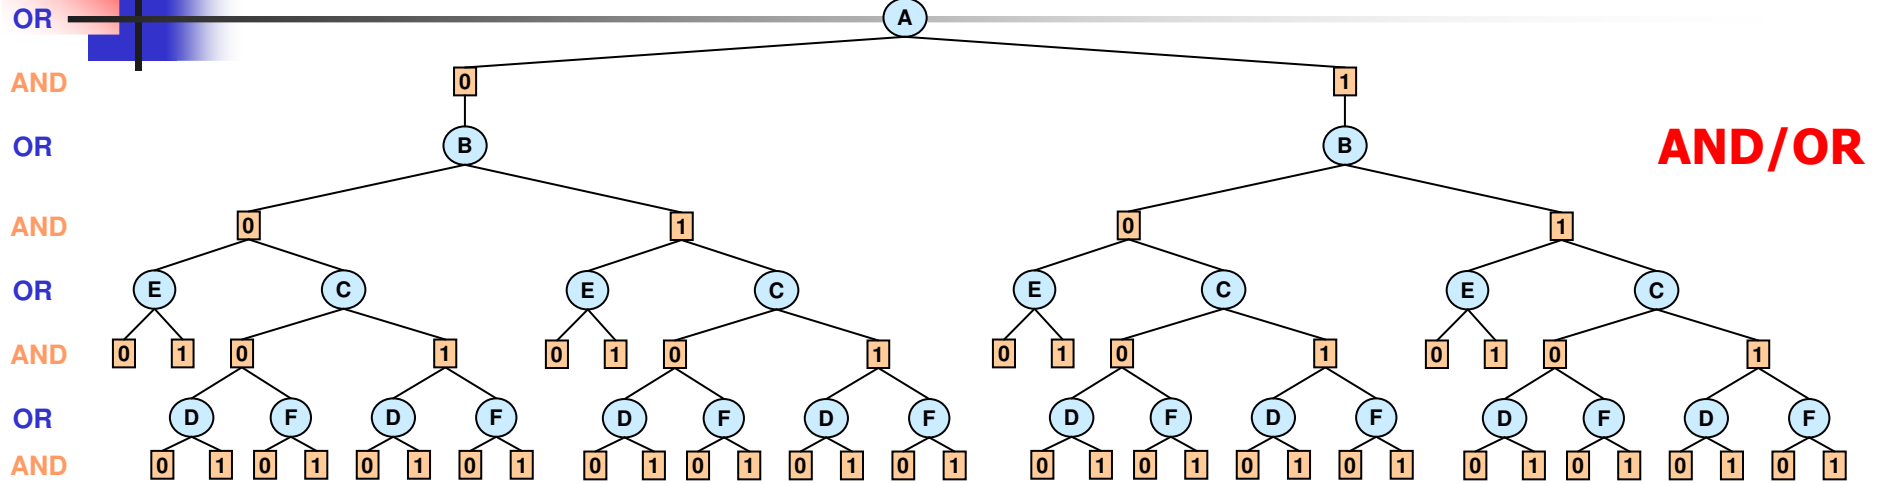 OR A
AND 0 1
OR B B AND/OR
AND 0 1 0 1
OR E C E C E C E C
AND 0 1 0 1 0 1 0 1 0 1 0 1 0 1 0 1
OR D F D F D F D F D F D F D F D F
AND 0 1 0 1 0 1 0 1 0 1 0 1 0 1 0 1 0 1 0 1 0 1 0 1 0 1 0 1 0 1 0 1